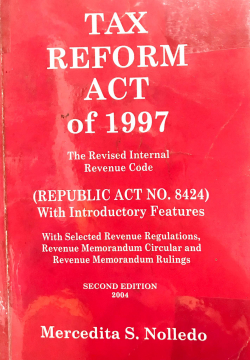 TAX
REFORM
ACT
of 1997
The Revised Internal
Revenue Code
(REPUBLIC ACT NO. 8424)
With Introductory Features
With Selected Revenue Regulations,
Revenue Memorandum Circular and
Revenue Memorandum Rulings
SECOND EDITION
2004
Mercedita S. Nolledo